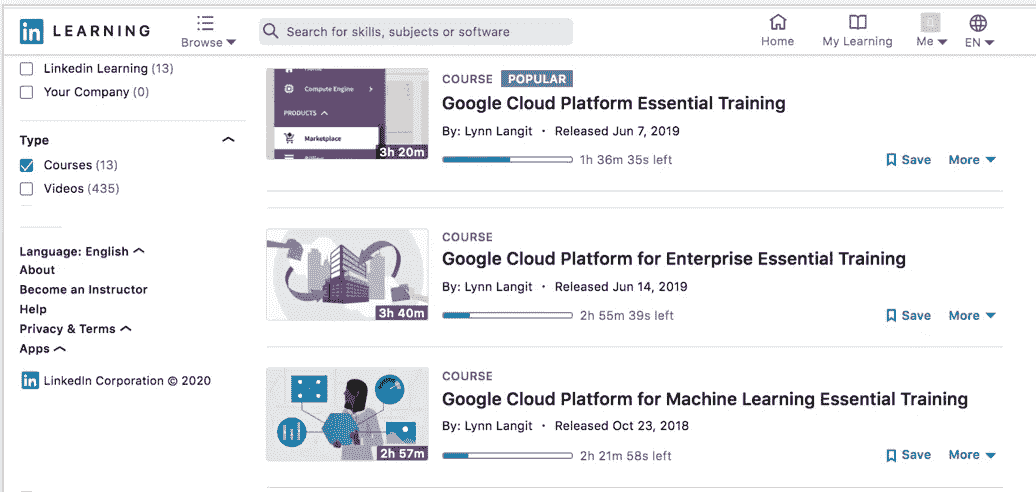 in LEARNING
Browse
Search for skills, subjects or software
Home
My Learning
Me
EN
Linkedin Learning (13)
Your Company (0)
Type
Courses (13)
Videos (435)
Language: English
About
Become an Instructor
Help
Privacy & Terms
Apps
in LinkedIn Corporation © 2020
Compute Engine
PRODUCTS
Marketplace
3h 20m
COURSE POPULAR
Google Cloud Platform Essential Training
By: Lynn Langit · Released Jun 7, 2019
1h 36m 35s left
Save More
3h 40m
COURSE
Google Cloud Platform for Enterprise Essential Training
By: Lynn Langit · Released Jun 14, 2019
2h 55m 39s left
Save More
2h 57m
COURSE
Google Cloud Platform for Machine Learning Essential Training
By: Lynn Langit · Released Oct 23, 2018
2h 21m 58s left
Save More